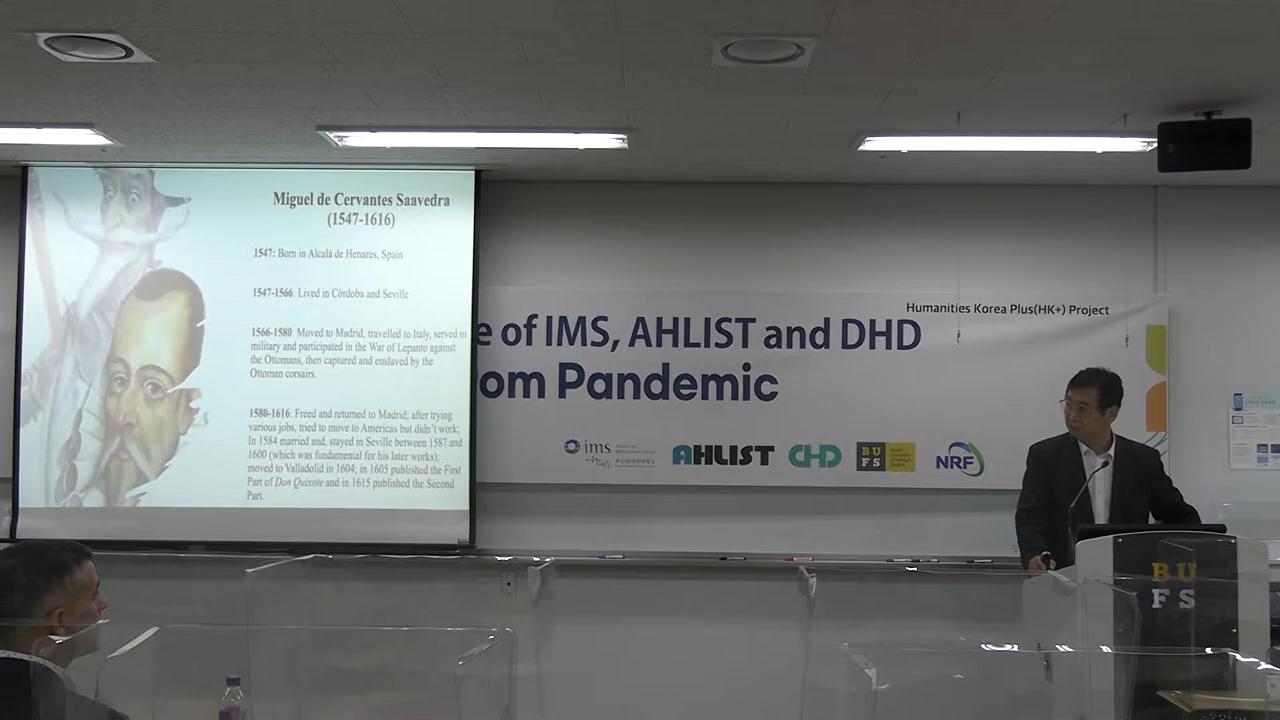 Miguel de Cervantes Saavedra
(1547-1616)
1547: Born in Alcalá de Henares, Spain
1547-1566: Lived in Córdoba and Seville
1566-1580: Moved to Madrid, travelled to Italy, served in
military and participated in the War of Lepanto against
the Ottomans, then captured and enslaved by the
Ottoman corsairs.
1580-1616: Freed and returned to Madrid; after trying
various jobs, tried to move to Americas but didn't work;
In 1584 married and, stayed in Seville between 1587 and
1600 (which was fundamental for his later works);
moved to Valladolid in 1604; in 1605 published the First
Part of Don Quixote and in 1615 published the Second
Part.
Humanities Korea Plus(HK+) Project
e of IMS, AHLIST and DHD
om Pandemic
ims
AHLIST
CHD
BU
FS
NRF
BU
FS